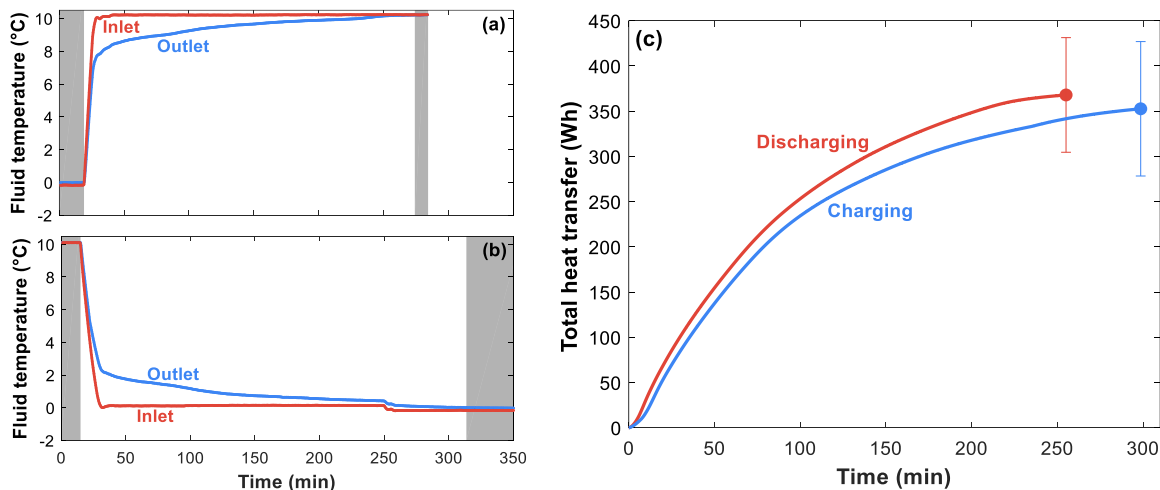 (a)
Inlet
Outlet
Fluid temperature (°C)
10
8
6
4
2
0
-2
(b)
Outlet
Inlet
Fluid temperature (°C)
10
8
6
4
2
0
-2
0 50 100 150 200 250 300 350
Time (min)
(c)
Discharging
Charging
Total heat transfer (Wh)
450
400
350
300
250
200
150
100
50
0
0 50 100 150 200 250 300
Time (min)